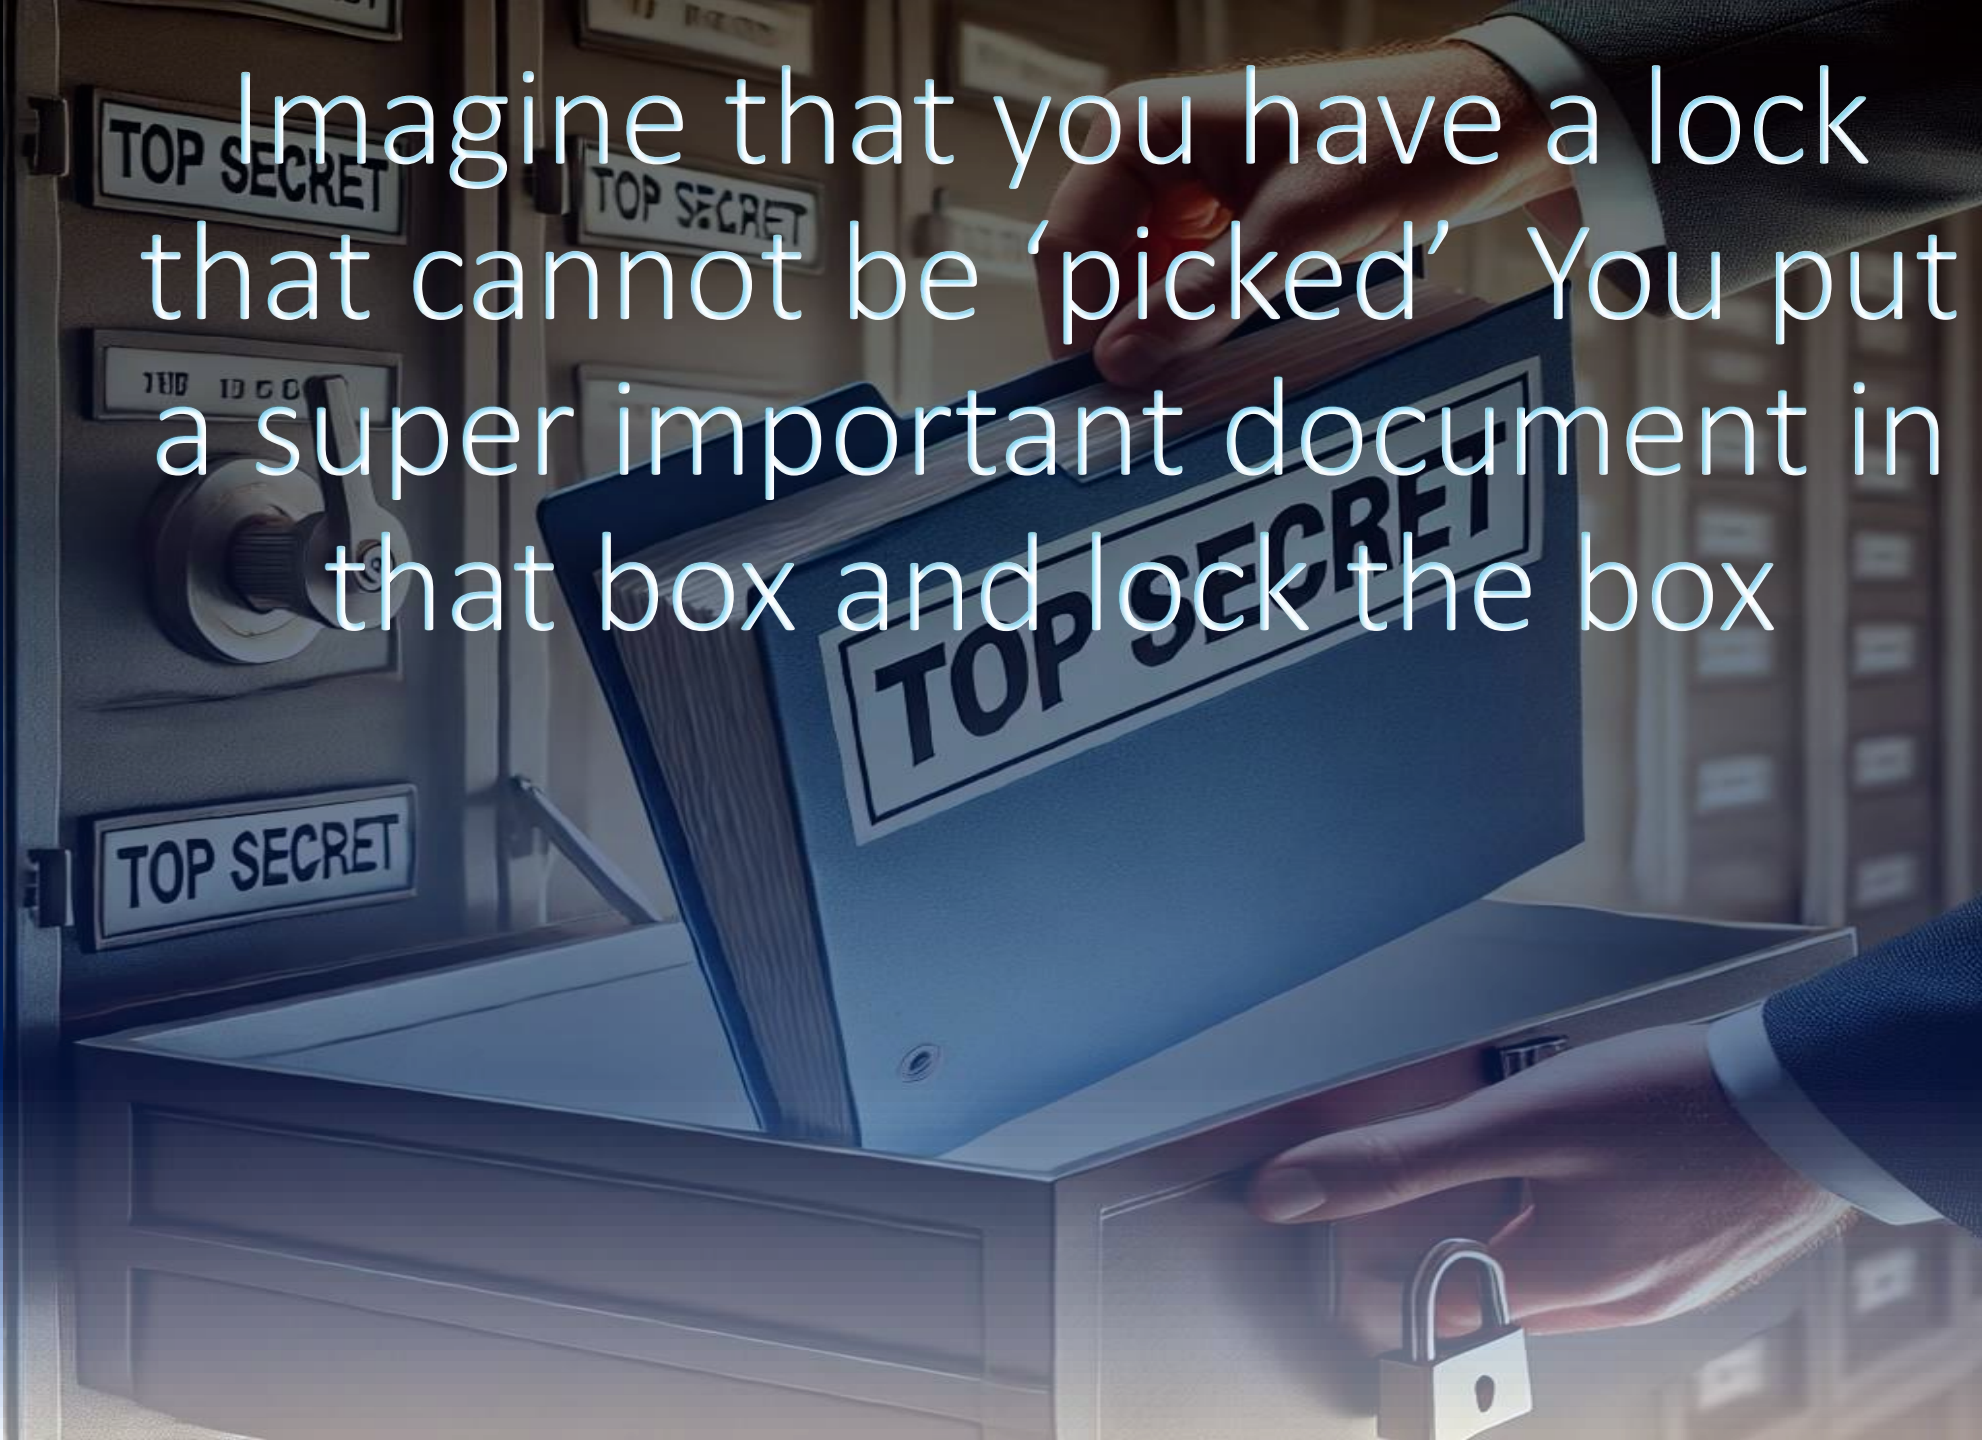 Imagine that you have a lock
that cannot be ‘picked’ You put
a super important document in
that box and lock the box
TOP SECRET
TOP SECRET
TOP SECRET
TOP SECRET